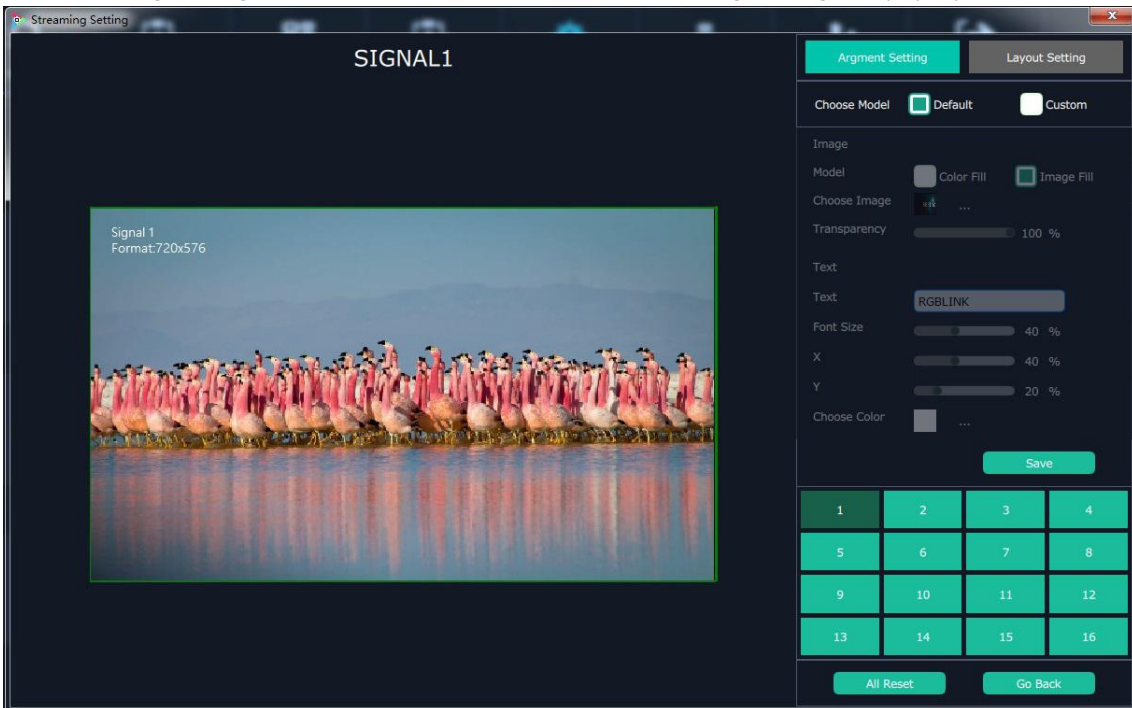 Streaming Setting
x
SIGNAL1
Signal 1
Format:720x576
Argment Setting Layout Setting
Choose Model Default Custom
Image
Model Color Fill Image Fill
Choose Image ...
Transparency 100 %
Text
Text RGBLINK
Font Size 40 %
X 40 %
Y 20 %
Choose Color ...
Save
1 2 3 4
5 6 7 8
9 10 11 12
13 14 15 16
All Reset Go Back